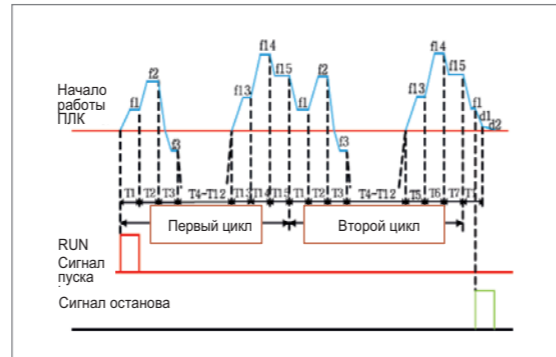 f14 f14
f2 f15 f2 f15
f13 f13
Начало f1 f1 f1
работы
ПЛК d1
d2
f3 f3
T1 T2 T3 T4-T12 T13 T14 T15 T1 T2 T3 T4-T12 T5 T6 T7 T
Первый цикл Второй цикл
RUN
Сигнал
пуска
Сигнал останова